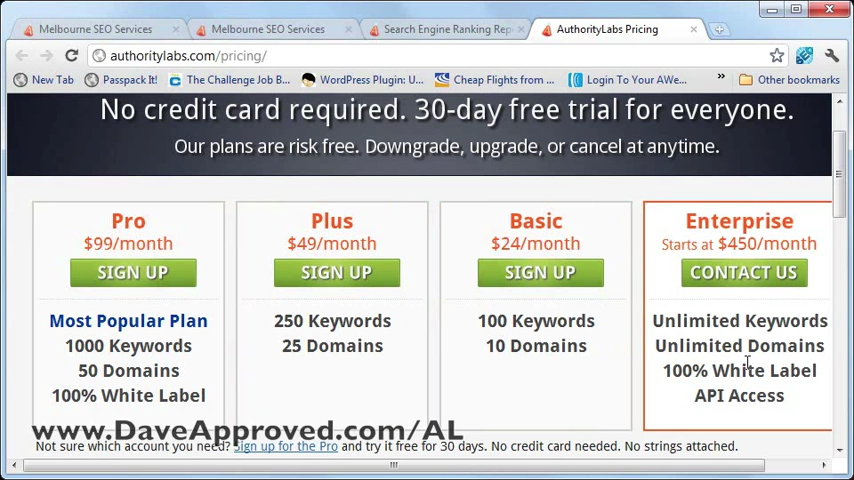 Melbourne SEO Services
Melbourne SEO Services
Search Engine Ranking Rep
AuthorityLabs Pricing
authoritylabs.com/pricing/
New Tab
Passpack It!
The Challenge Job B...
WordPress Plugin: U...
Cheap Flights from ...
Login To Your AWe...
»
Other bookmarks
No credit card required. 30-day free trial for everyone.
Our plans are risk free. Downgrade, upgrade, or cancel at anytime.
Pro
$99/month
SIGN UP
Most Popular Plan
1000 Keywords
50 Domains
100% White Label
Plus
$49/month
SIGN UP
250 Keywords
25 Domains
Basic
$24/month
SIGN UP
100 Keywords
10 Domains
Enterprise
Starts at $450/month
CONTACT US
Unlimited Keywords
Unlimited Domains
100% White Label
API Access
www.DaveApproved.com/AL
Not sure which account you need? Sign up for the Pro and try it free for 30 days. No credit card needed. No strings attached.